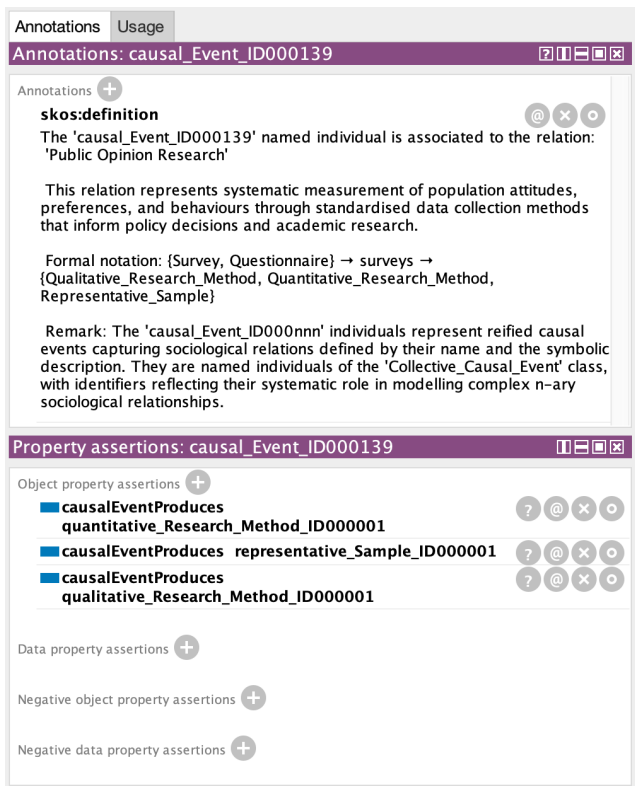 Annotations Usage
Annotations: causal_Event_ID000139
Annotations
skos:definition
The 'causal_Event_ID000139' named individual is associated to the relation:
'Public Opinion Research'
This relation represents systematic measurement of population attitudes,
preferences, and behaviours through standardised data collection methods
that inform policy decisions and academic research.
Formal notation: {Survey, Questionnaire} → surveys →
{Qualitative_Research_Method, Quantitative_Research_Method,
Representative_Sample}
Remark: The 'causal_Event_ID000nnn' individuals represent reified causal
events capturing sociological relations defined by their name and the symbolic
description. They are named individuals of the 'Collective_Causal_Event' class,
with identifiers reflecting their systematic role in modelling complex n-ary
sociological relationships.
Property assertions: causal_Event_ID000139
Object property assertions
causalEventProduces
quantitative_Research_Method_ID000001
causalEventProduces representative_Sample_ID000001
causalEventProduces
qualitative_Research_Method_ID000001
Data property assertions
Negative object property assertions
Negative data property assertions